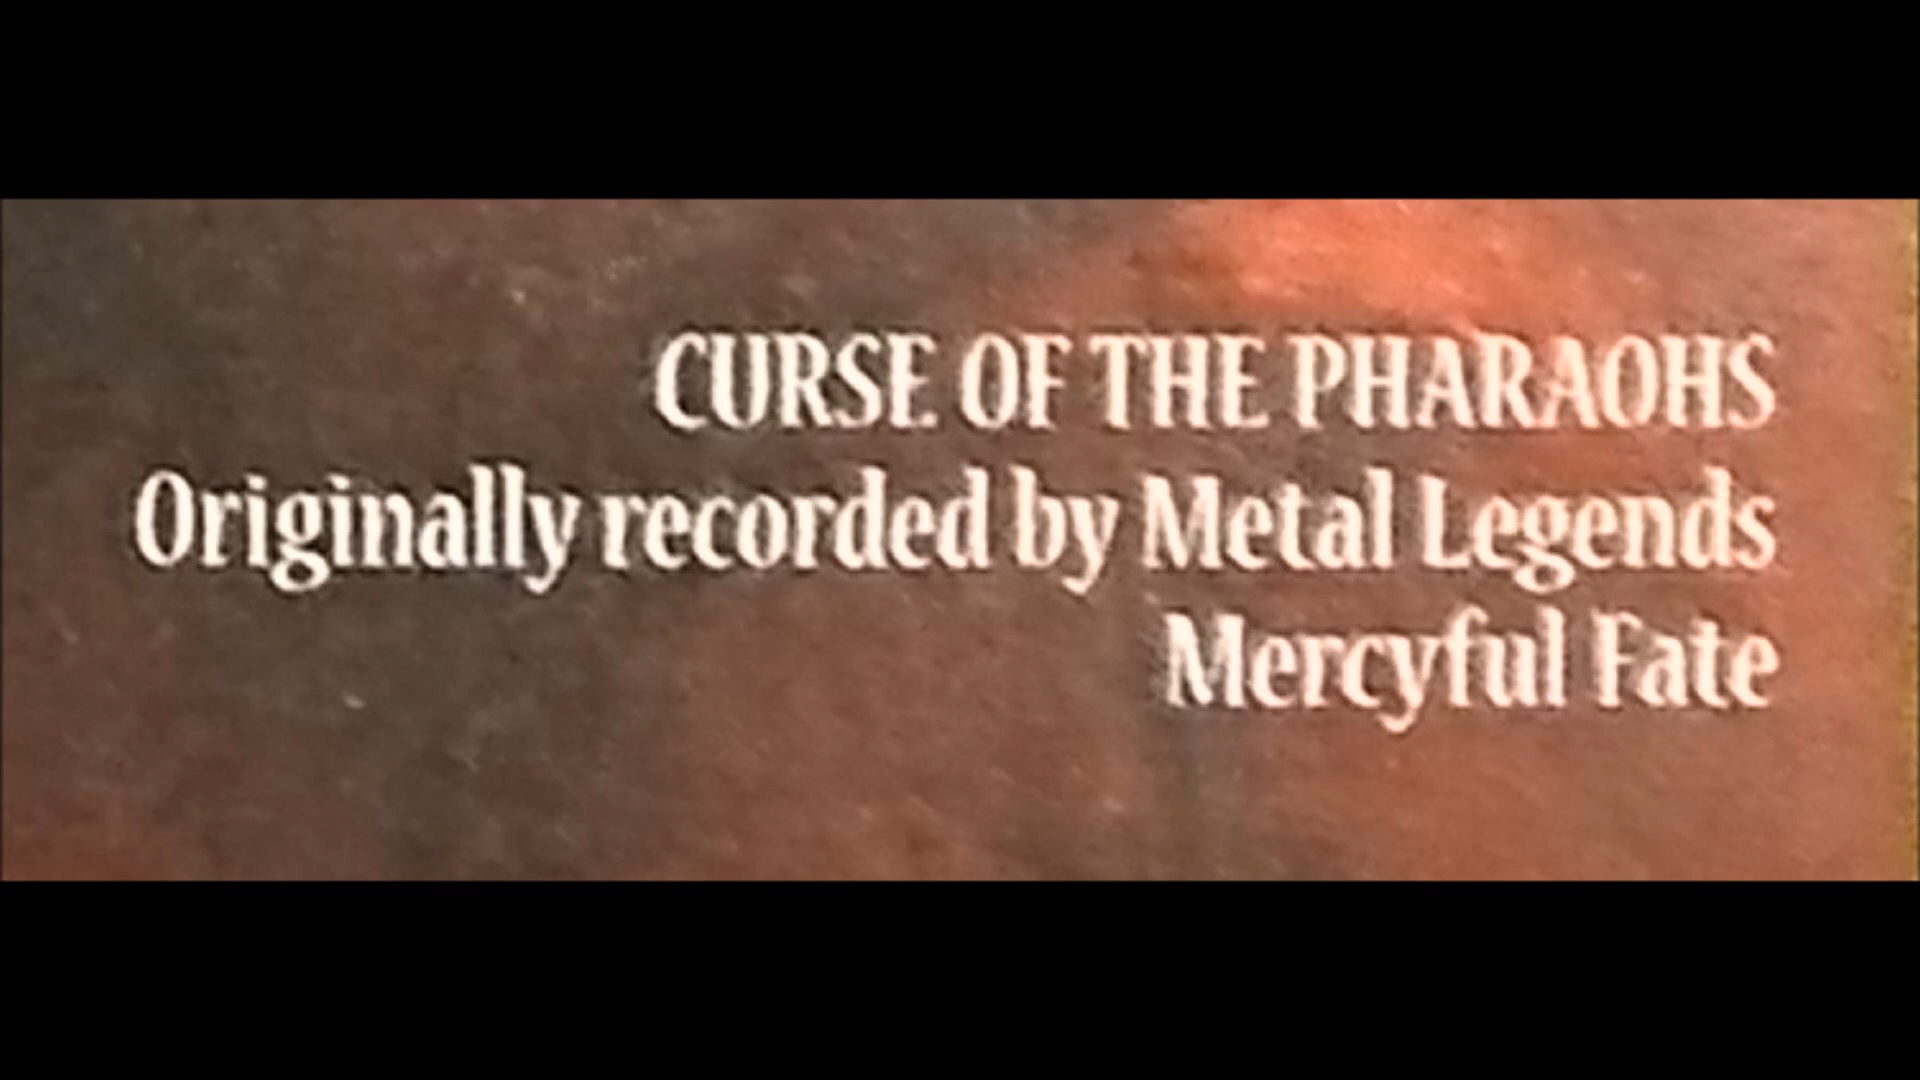 CURSE OF THE PHARAOHS
Originally recorded by Metal Legends
Mercyful Fate